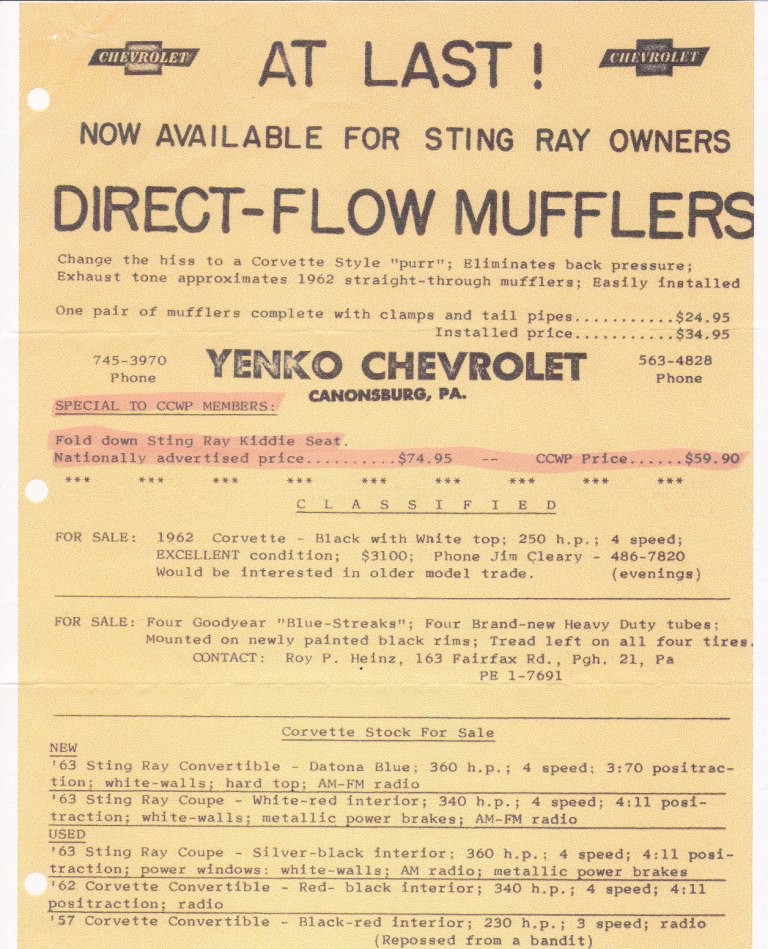 CHEVROLET AT LAST! CHEVROLET
NOW AVAILABLE FOR STING RAY OWNERS
DIRECT-FLOW MUFFLERS
Change the hiss to a Corvette Style "purr"; Eliminates back pressure;
Exhaust tone approximates 1962 straight-through mufflers; Easily installed
One pair of mufflers complete with clamps and tail pipes...........$24.95
Installed price...........$34.95
745-3970 YENKO CHEVROLET 563-4828
Phone CANONSBURG, PA. Phone
SPECIAL TO CCWP MEMBERS:
Fold down Sting Ray Kiddie Seat.
Nationally advertised price..........$74.95 -- CCWP Price......$59.90
*** *** *** *** *** *** *** *** ***
C L A S S I F I E D
FOR SALE: 1962 Corvette - Black with White top; 250 h.p.; 4 speed;
EXCELLENT condition; $3100; Phone Jim Cleary - 486-7820
Would be interested in older model trade. (evenings)
FOR SALE: Four Goodyear "Blue-Streaks"; Four Brand-new Heavy Duty tubes;
Mounted on newly painted black rims; Tread left on all four tires.
CONTACT: Roy P. Heinz, 163 Fairfax Rd., Pgh. 21, Pa
PE 1-7691
Corvette Stock For Sale
NEW
'63 Sting Ray Convertible - Datona Blue; 360 h.p.; 4 speed; 3:70 positrac-
tion; white-walls; hard top; AM-FM radio
'63 Sting Ray Coupe - White-red interior; 340 h.p.; 4 speed; 4:11 posi-
traction; white-walls; metallic power brakes; AM-FM radio
USED
'63 Sting Ray Coupe - Silver-black interior; 360 h.p.; 4 speed; 4:11 posi-
traction; power windows: white-walls; AM radio; metallic power brakes
'62 Corvette Convertible - Red- black interior; 340 h.p.; 4 speed; 4:11
positraction; radio
'57 Corvette Convertible - Black-red interior; 230 h.p.; 3 speed; radio
(Repossed from a bandit)